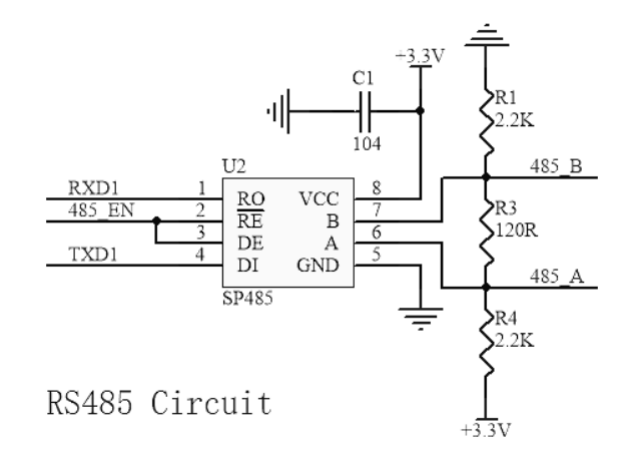 +3.3V
C1
104
R1
2.2K
U2
485_B
RXD1
1
RO
VCC
8
485_EN
2
RE
B
7
R3
120R
3
DE
A
6
TXD1
4
DI
GND
5
485_A
SP485
R4
2.2K
RS485 Circuit
+3.3V